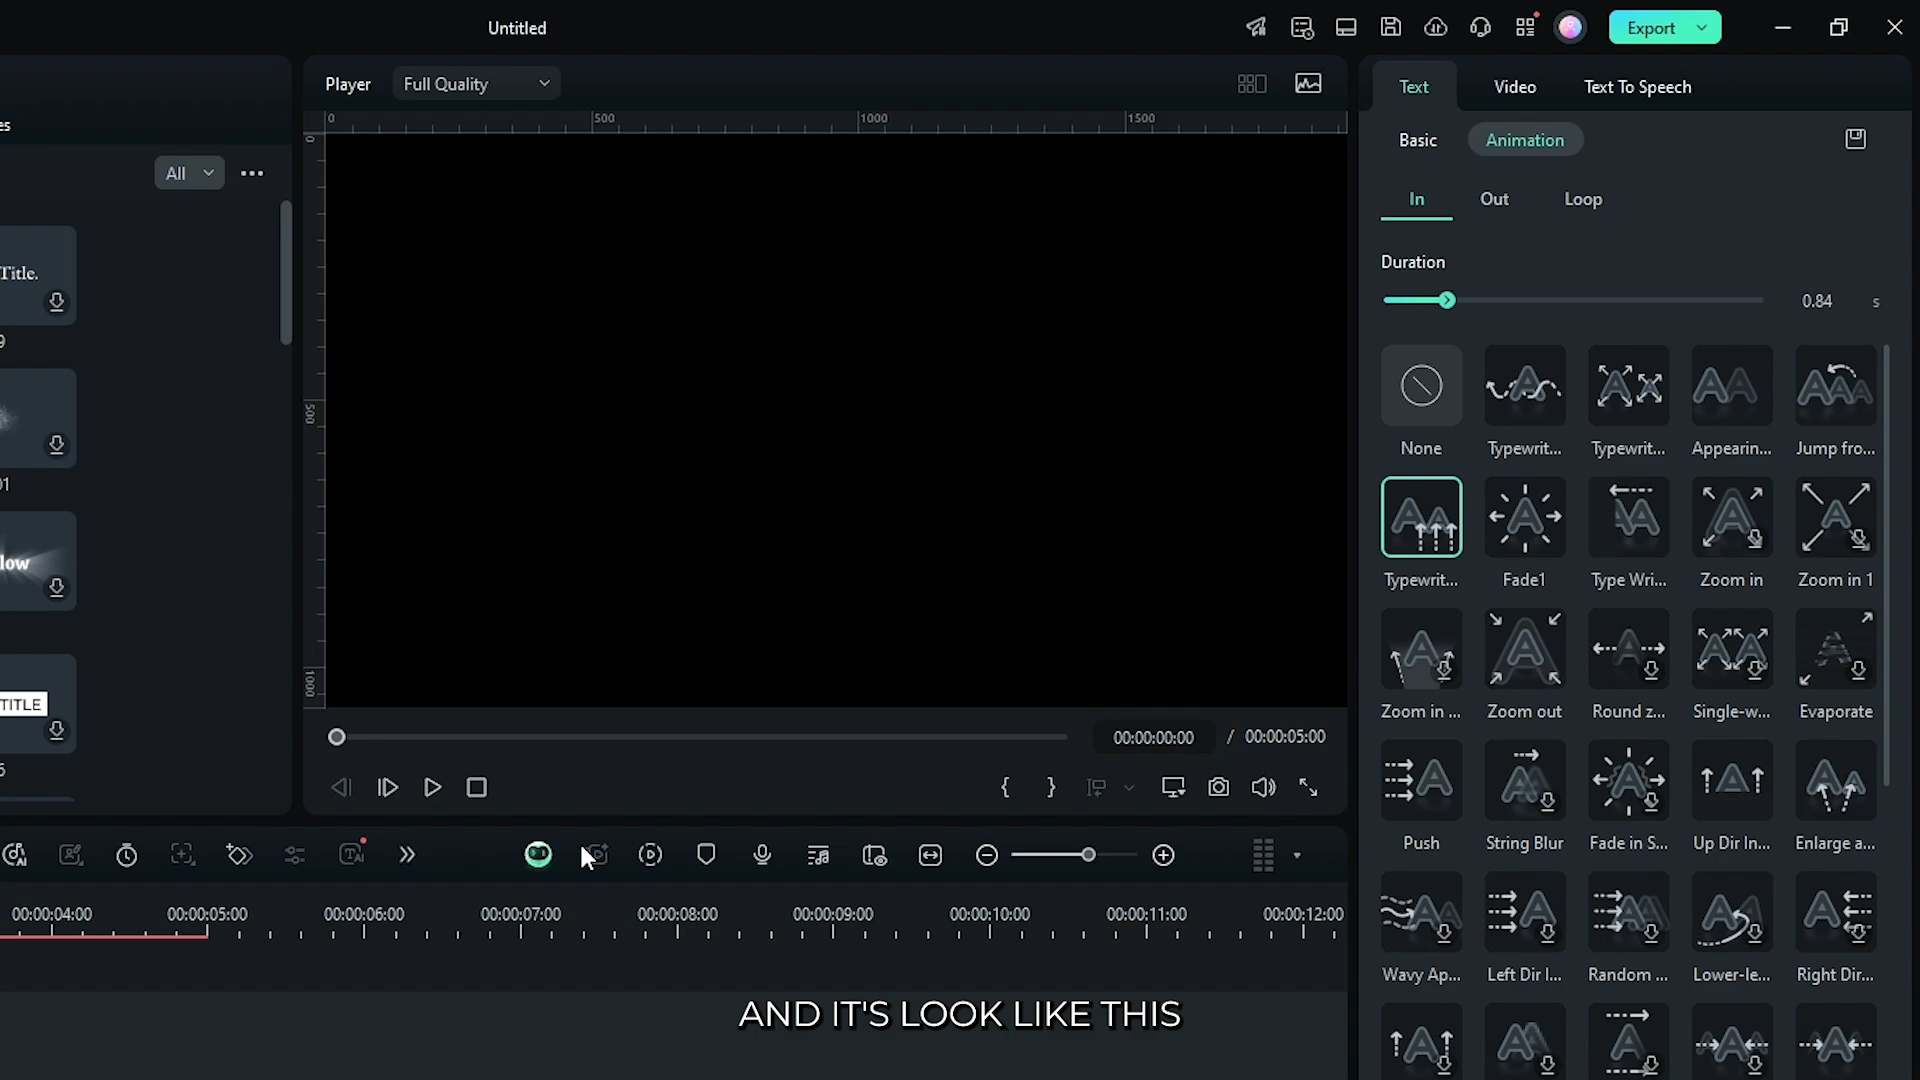 Untitled
Export
es
All
Title.
9
01
low
TITLE
6
Player
Full Quality
0
500
1000
1500
0
500
1000
00:00:00:00 / 00:00:05:00
{ }
00:00:04:00 00:00:05:00 00:00:06:00 00:00:07:00 00:00:08:00 00:00:09:00 00:00:10:00 00:00:11:00 00:00:12:00
AND IT'S LOOK LIKE THIS
Text Video Text To Speech
Basic Animation
In Out Loop
Duration
0.84 s
None Typewrit... Typewrit... Appearin... Jump fro...
Typewrit... Fade1 Type Wri... Zoom in Zoom in 1
Zoom in ... Zoom out Round z... Single-w... Evaporate
Push String Blur Fade in S... Up Dir In... Enlarge a...
Wavy Ap... Left Dir I... Random ... Lower-le... Right Dir...